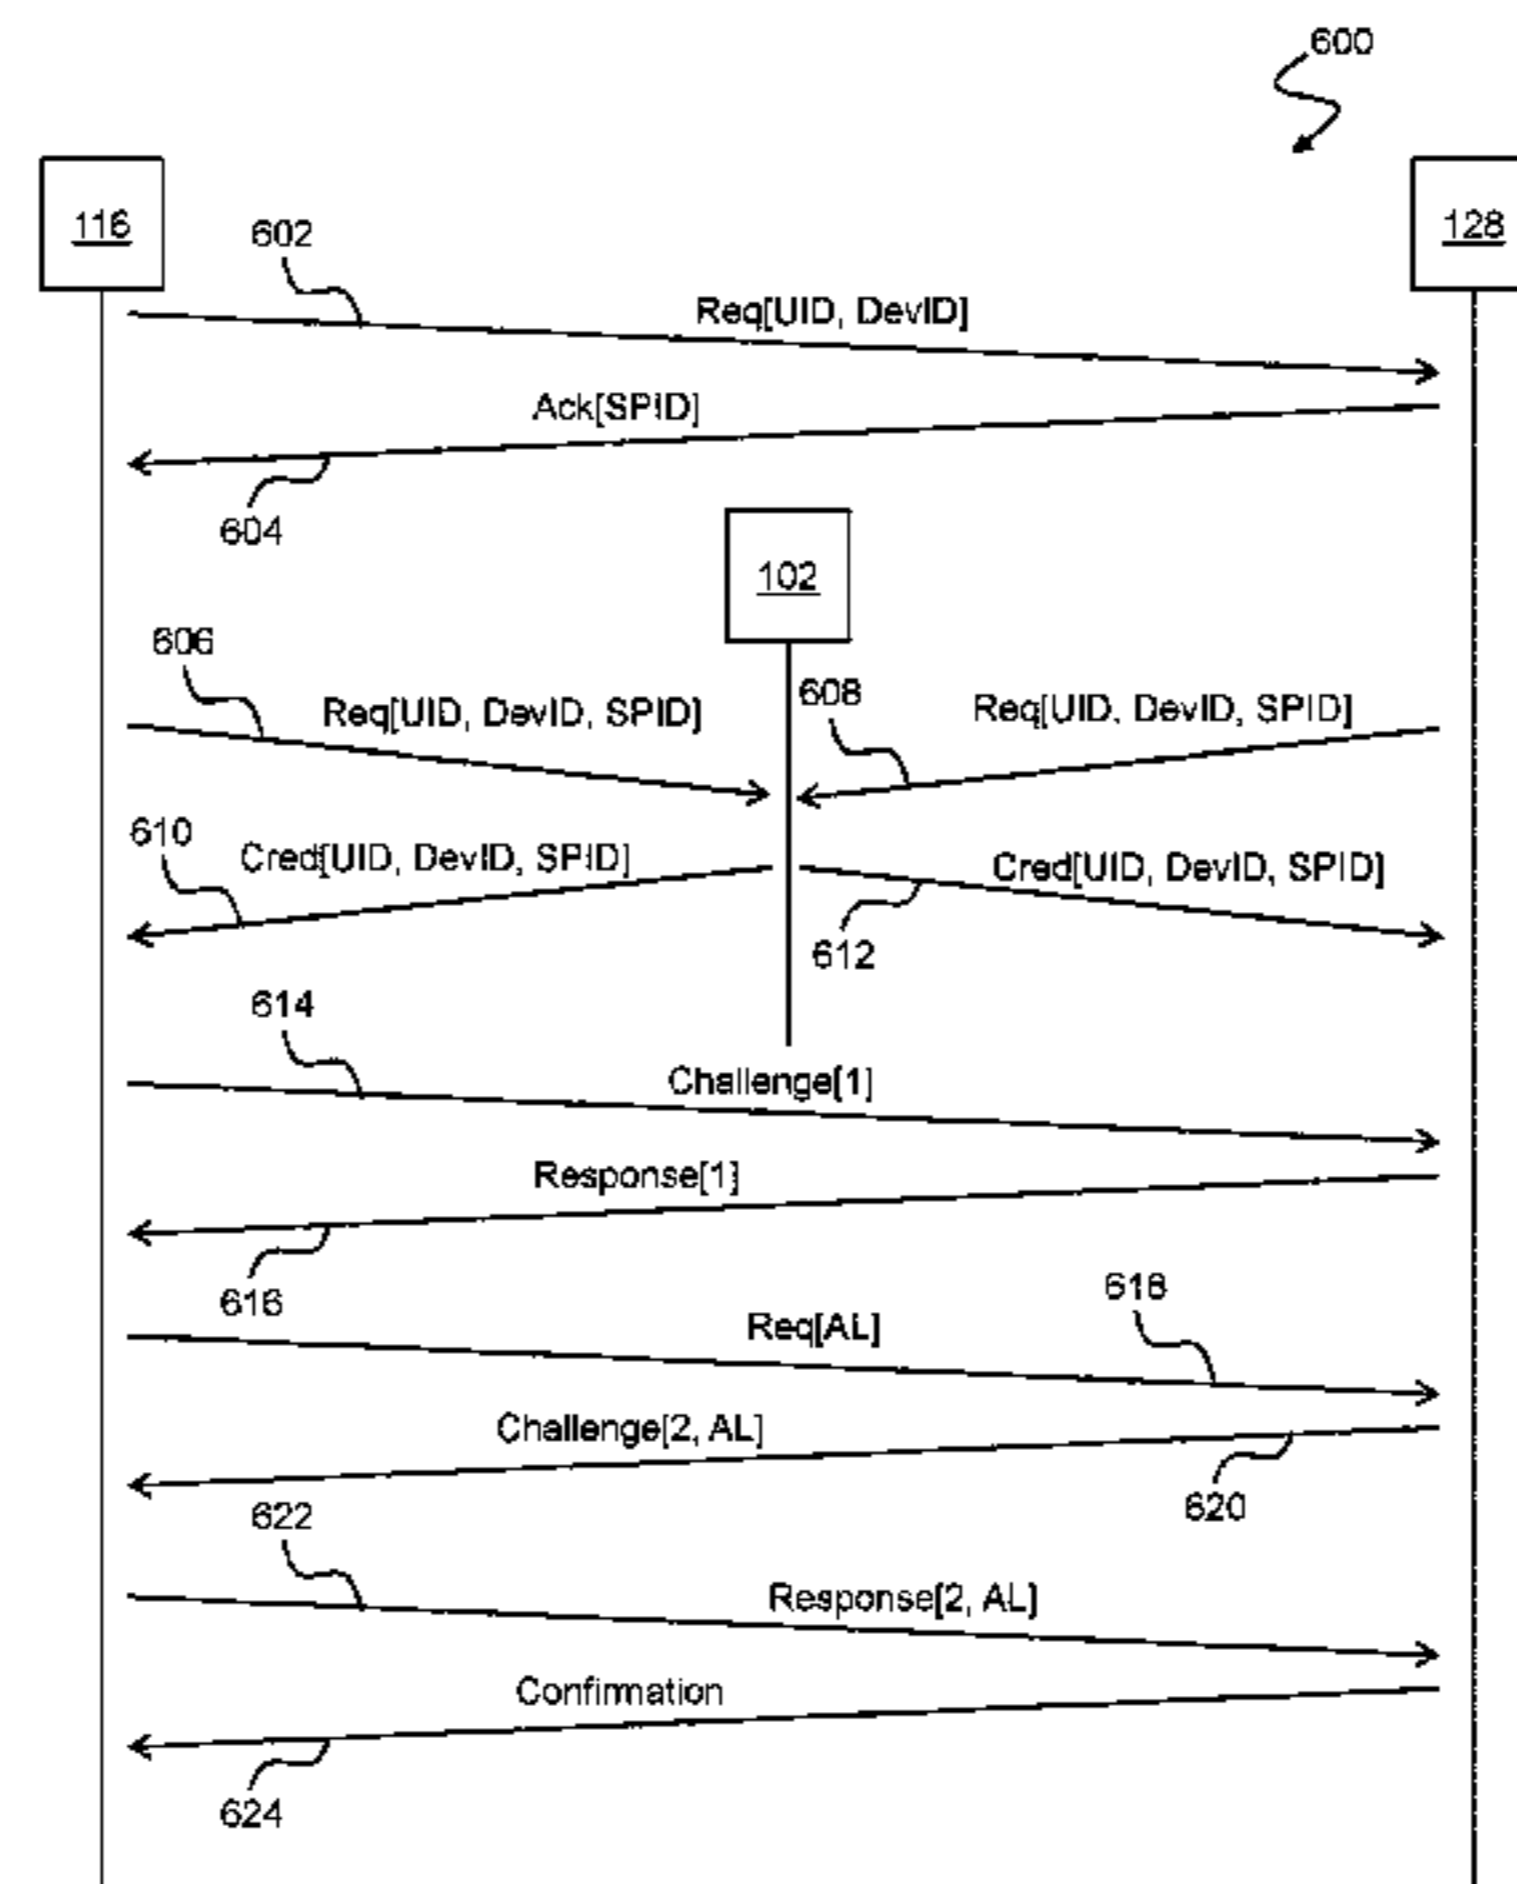 600
116
128
602
Req[UID, DevID]
Ack[SPID]
604
102
606
Req[UID, DevID, SPID]
608
Req[UID, DevID, SPID]
610
Cred[UID, DevID, SPID]
Cred[UID, DevID, SPID]
612
614
Challenge[1]
Response[1]
616
618
Req[AL]
Challenge[2, AL]
620
622
Response[2, AL]
Confirmation
624